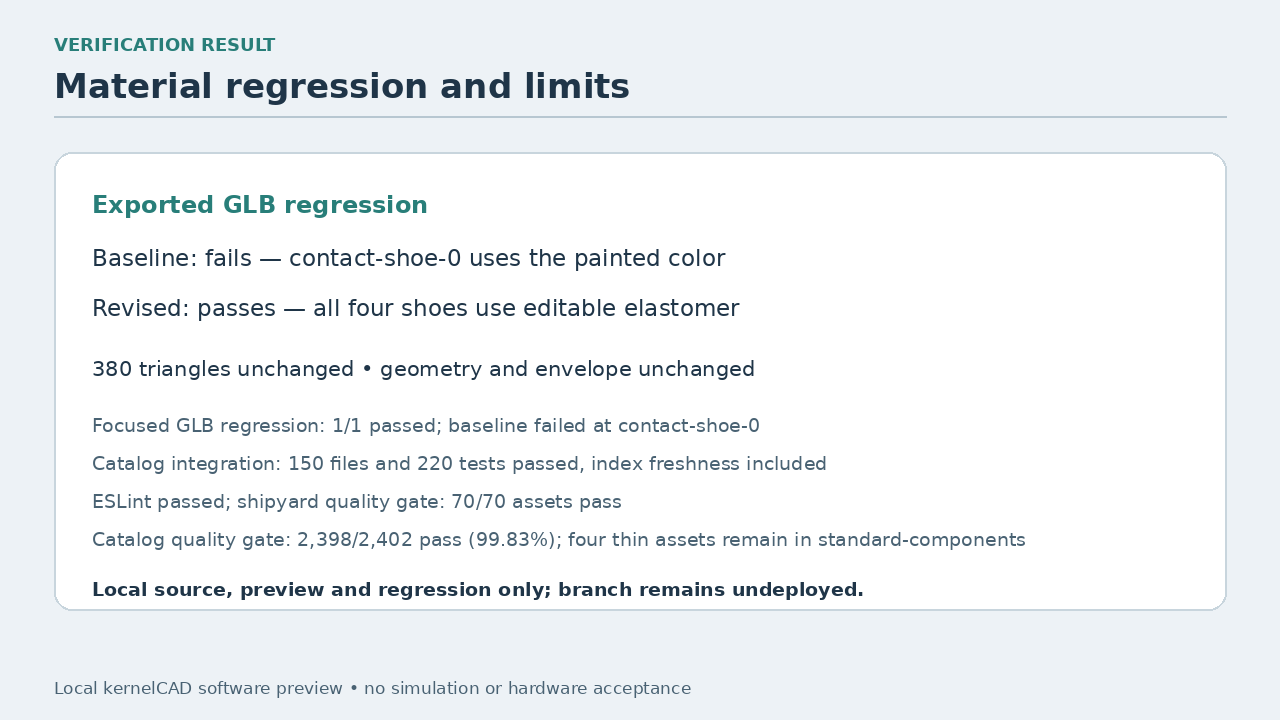 VERIFICATION RESULT
Material regression and limits
Exported GLB regression
Baseline: fails — contact-shoe-0 uses the painted color
Revised: passes — all four shoes use editable elastomer
380 triangles unchanged • geometry and envelope unchanged
Focused GLB regression: 1/1 passed; baseline failed at contact-shoe-0
Catalog integration: 150 files and 220 tests passed, index freshness included
ESLint passed; shipyard quality gate: 70/70 assets pass
Catalog quality gate: 2,398/2,402 pass (99.83%); four thin assets remain in standard-components
Local source, preview and regression only; branch remains undeployed.
Local kernelCAD software preview • no simulation or hardware acceptance